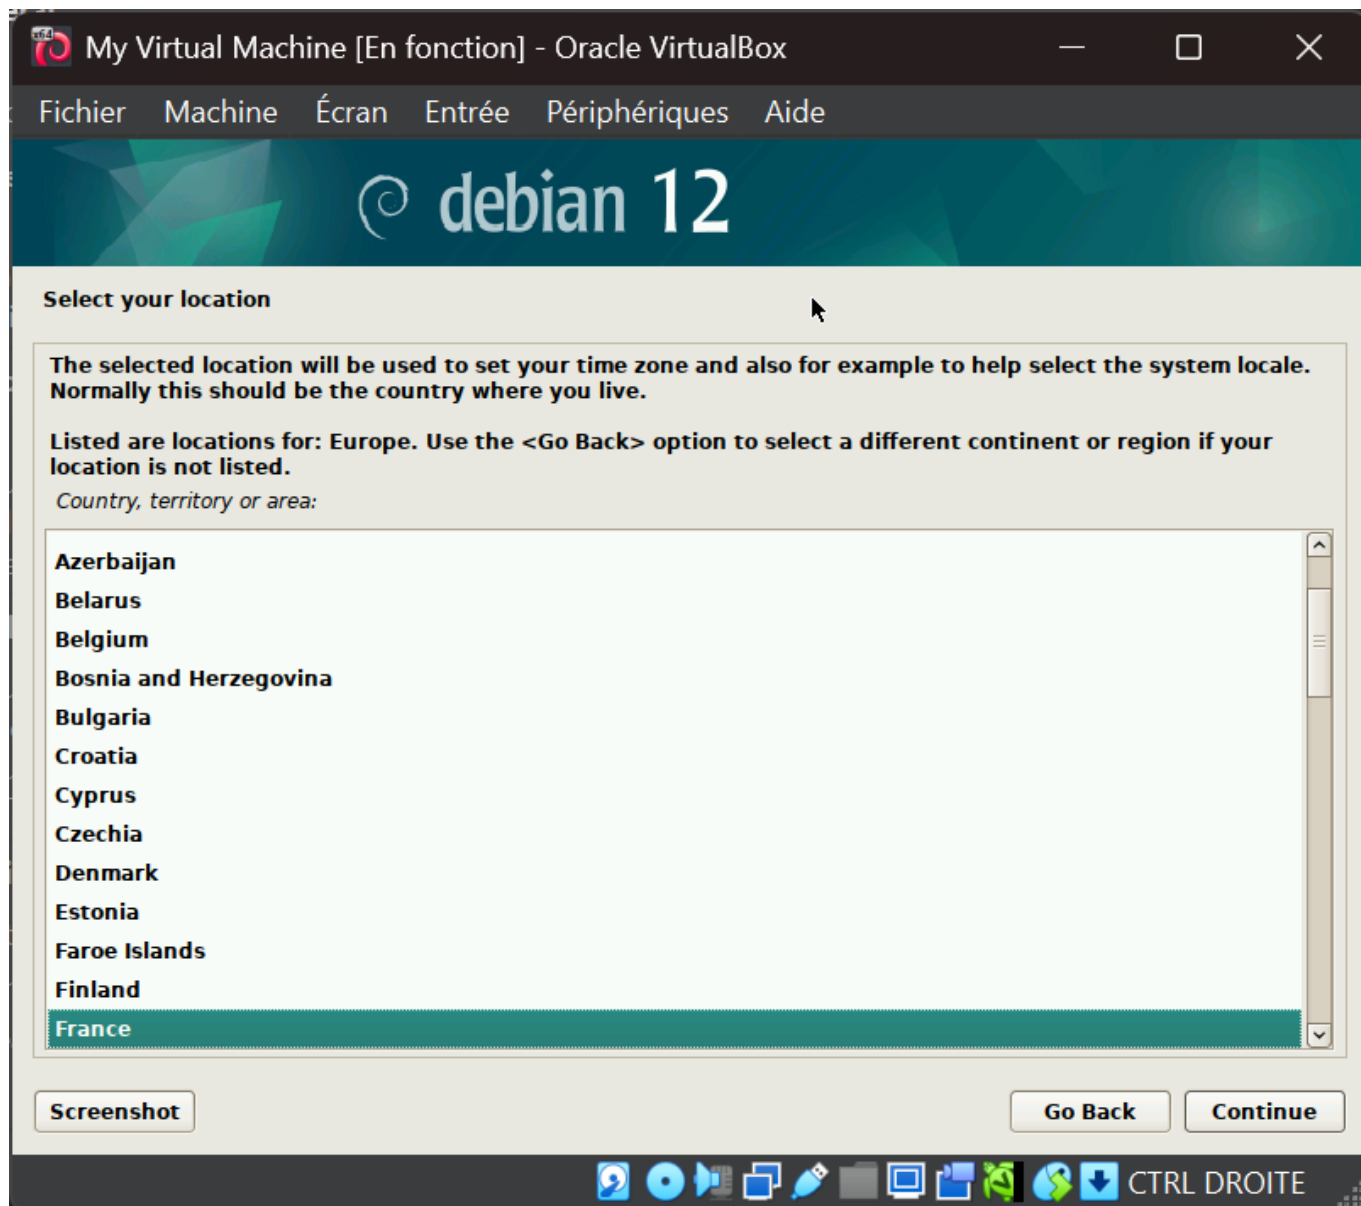 My Virtual Machine [En fonction] - Oracle VirtualBox
Fichier Machine Écran Entrée Périphériques Aide
debian 12
Select your location
The selected location will be used to set your time zone and also for example to help select the system locale.
Normally this should be the country where you live.
Listed are locations for: Europe. Use the <Go Back> option to select a different continent or region if your
location is not listed.
Country, territory or area:
Azerbaijan
Belarus
Belgium
Bosnia and Herzegovina
Bulgaria
Croatia
Cyprus
Czechia
Denmark
Estonia
Faroe Islands
Finland
France
Screenshot Go Back Continue
CTRL DROITE